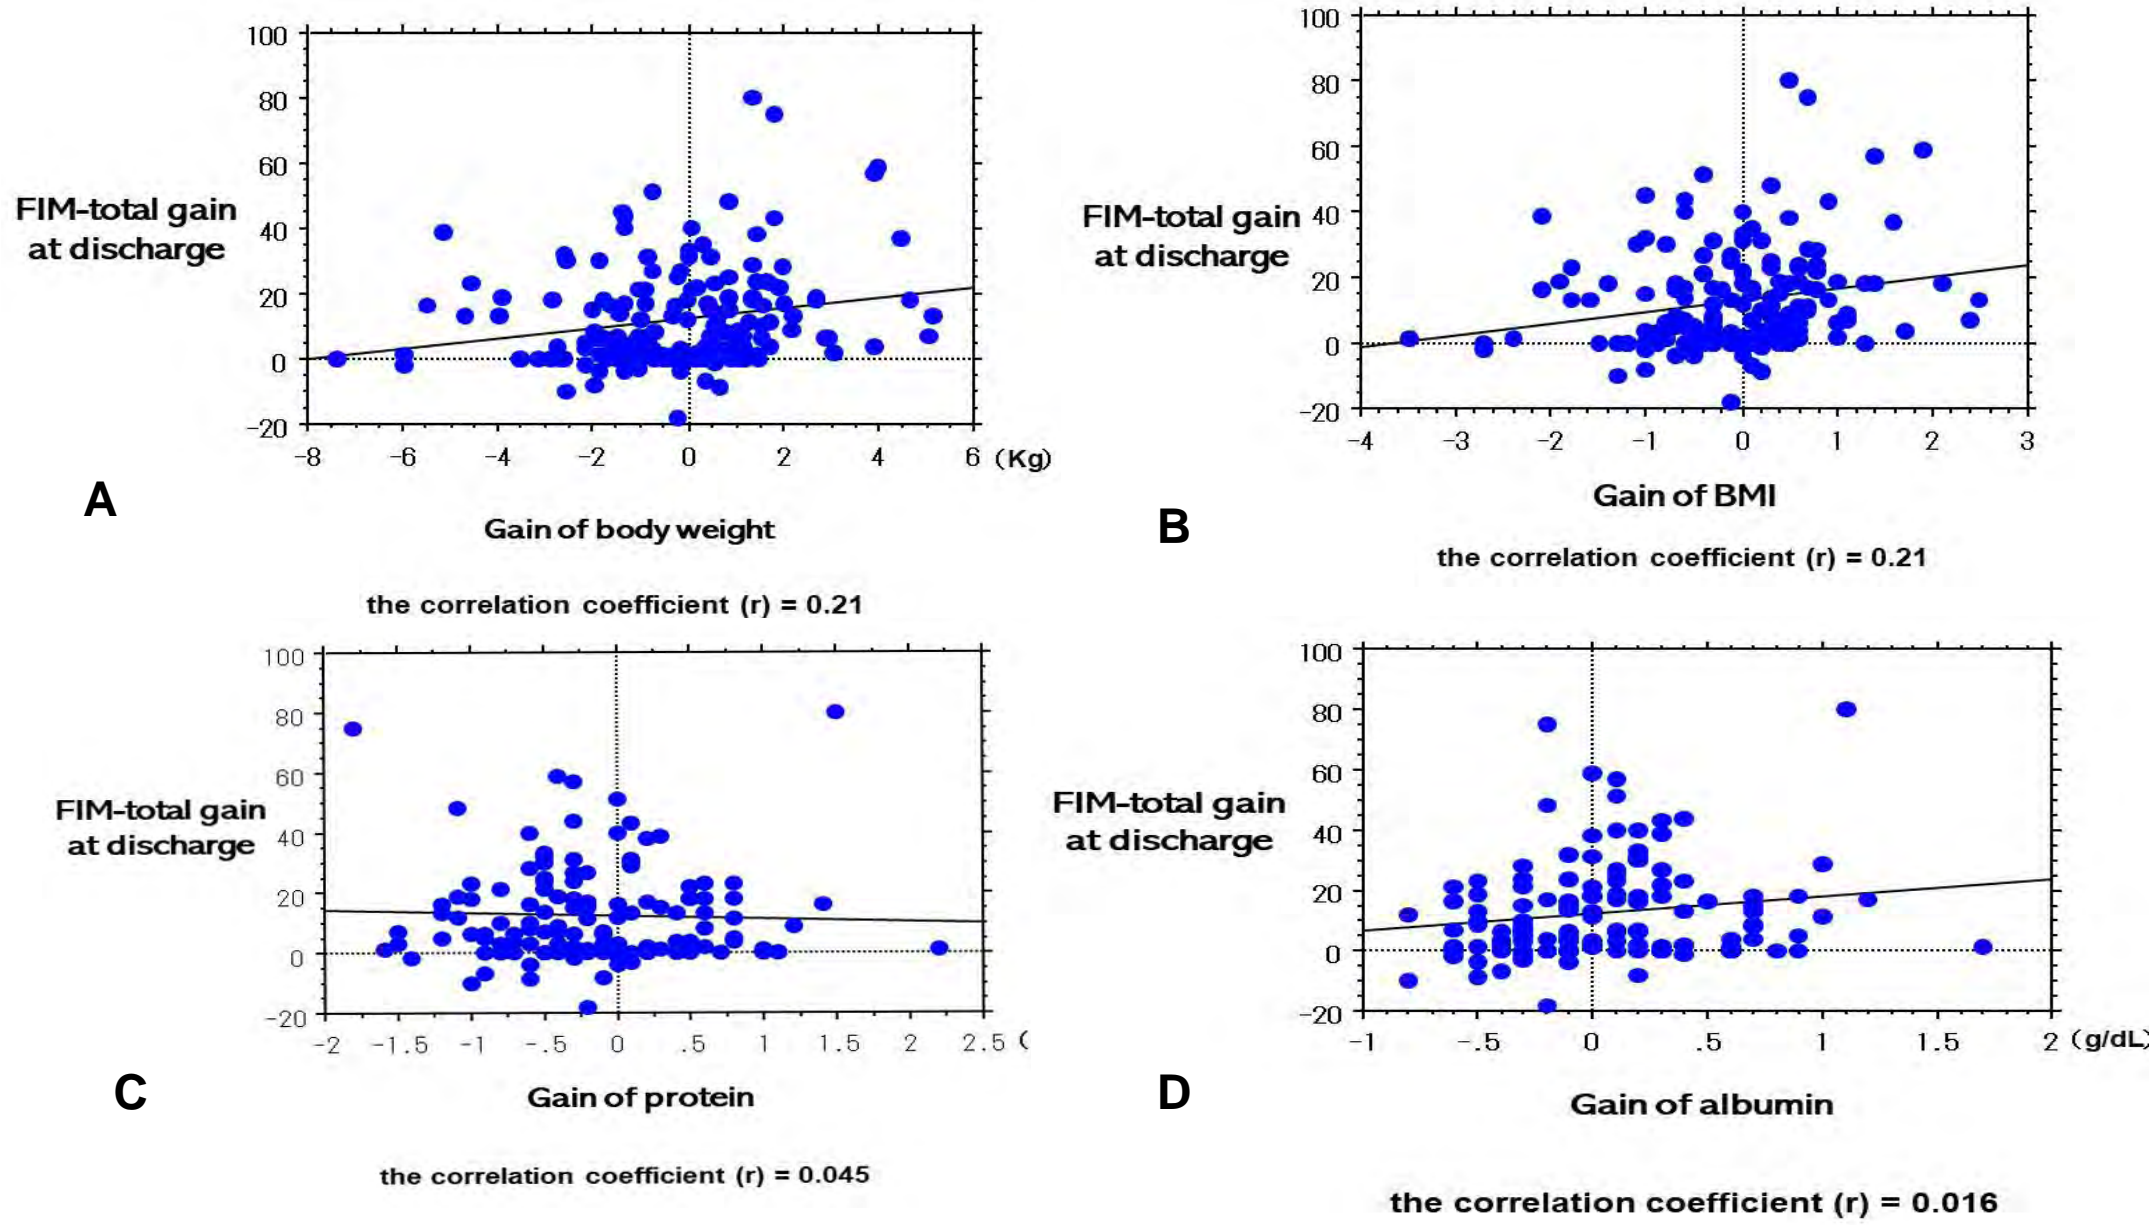 100
80
60
40
20
0
-20
FIM-total gain
at discharge
-8 -6 -4 -2 0 2 4 6 (Kg)
A
Gain of body weight
the correlation coefficient (r) = 0.21
100
80
60
40
20
0
-20
FIM-total gain
at discharge
-4 -3 -2 -1 0 1 2 3
Gain of BMI
B
the correlation coefficient (r) = 0.21
100
80
60
40
20
0
-20
FIM-total gain
at discharge
-2 -1.5 -1 -.5 0 .5 1 1.5 2 2.5 (
C
Gain of protein
the correlation coefficient (r) = 0.045
100
80
60
40
20
0
-20
FIM-total gain
at discharge
-1 -.5 0 .5 1 1.5 2 (g/dL)
D
Gain of albumin
the correlation coefficient (r) = 0.016